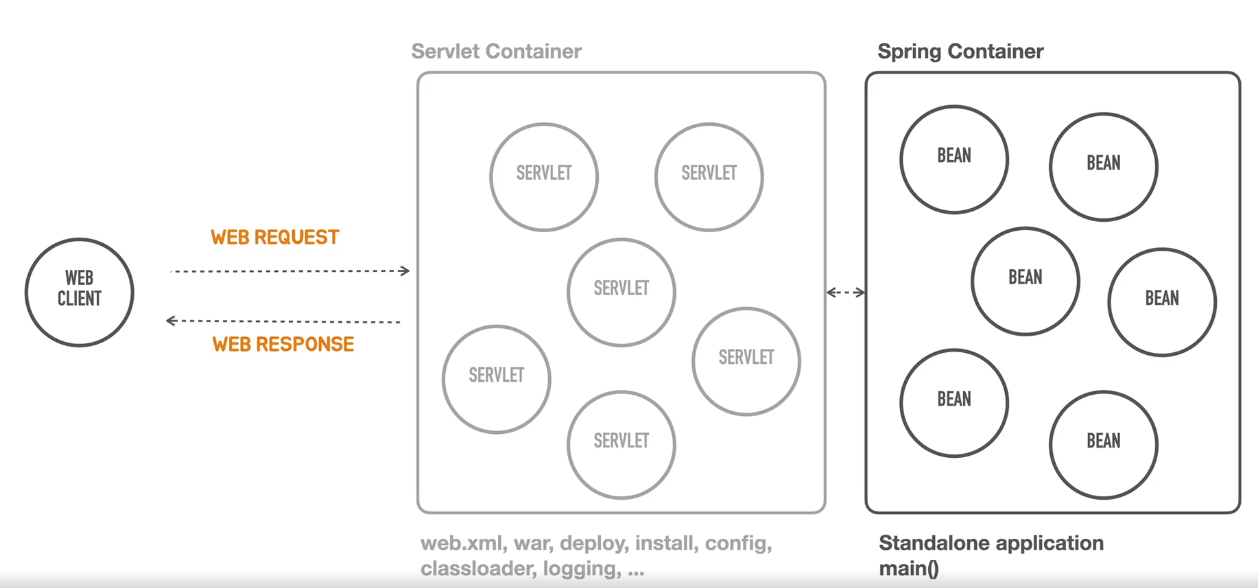 Servlet Container
Spring Container
SERVLET
SERVLET
BEAN
BEAN
WEB REQUEST
WEB
CLIENT
SERVLET
BEAN
BEAN
WEB RESPONSE
SERVLET
SERVLET
BEAN
SERVLET
BEAN
web.xml, war, deploy, install, config,
classloader, logging, ...
Standalone application
main()